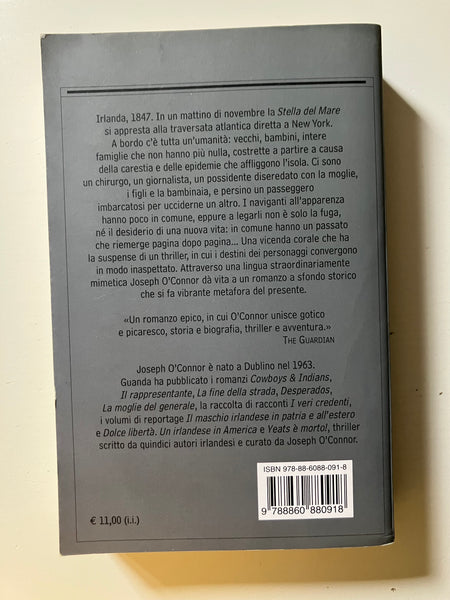 Irlanda, 1847. In un mattino di novembre la Stella del Mare
si appresta alla traversata atlantica diretta a New York.
A bordo c'è tutta un'umanità: vecchi, bambini, intere
famiglie che non hanno più nulla, costrette a partire a causa
della carestia e delle epidemie che affliggono l'isola. Ci sono
un chirurgo, un giornalista, un possidente diseredato con la moglie,
i figli e la bambinaia, e persino un passeggero
imbarcatosi per ucciderne un altro. I naviganti all'apparenza
hanno poco in comune, eppure a legarli non è solo la fuga,
né il desiderio di una nuova vita: in comune hanno un passato
che riemerge pagina dopo pagina... Una vicenda corale che ha
la suspense di un thriller, in cui i destini dei personaggi convergono
in modo inaspettato. Attraverso una lingua straordinariamente
mimetica Joseph O'Connor dà vita a un romanzo a sfondo storico
che si fa vibrante metafora del presente.
«Un romanzo epico, in cui O'Connor unisce gotico
e picaresco, storia e biografia, thriller e avventura.»
THE GUARDIAN
Joseph O'Connor è nato a Dublino nel 1963.
Guanda ha pubblicato i romanzi Cowboys & Indians,
Il rappresentante, La fine della strada, Desperados,
La moglie del generale, la raccolta di racconti I veri credenti,
i volumi di reportage Il maschio irlandese in patria e all'estero
e Dolce libertà. Un irlandese in America e Yeats è morto!, thriller
scritto da quindici autori irlandesi e curato da Joseph O'Connor.
ISBN 978-88-6088-091-8
9 788860 880918
€ 11,00 (i.i.)